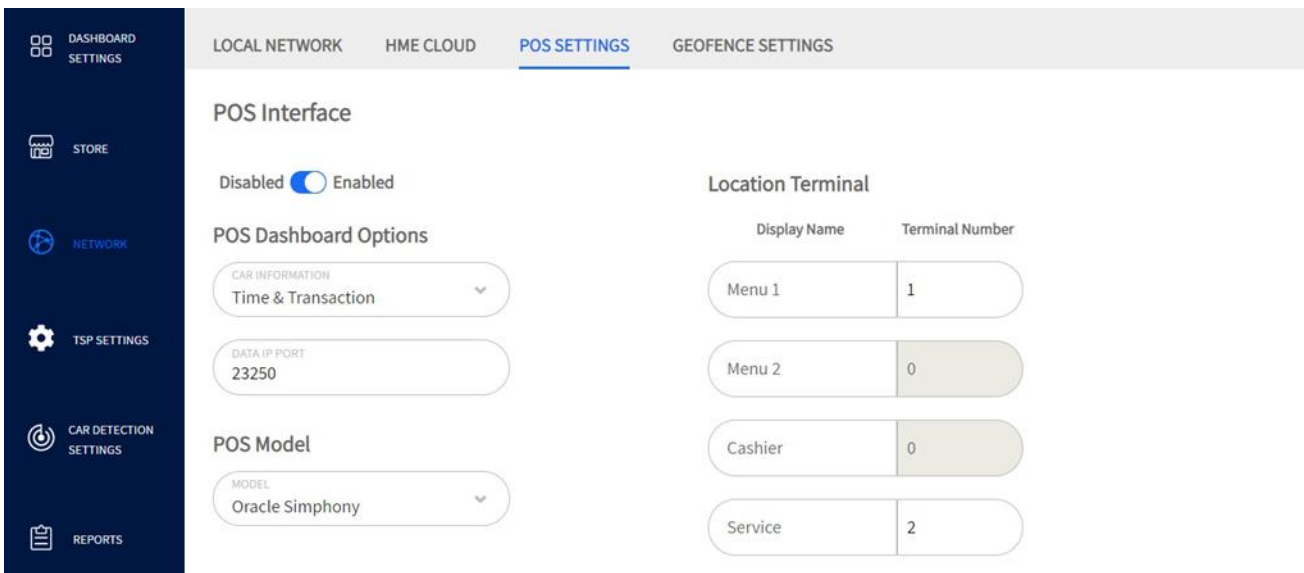 DASHBOARD
SETTINGS
STORE
NETWORK
TSP SETTINGS
CAR DETECTION
SETTINGS
REPORTS
LOCAL NETWORK HME CLOUD POS SETTINGS GEOFENCE SETTINGS
POS Interface
Disabled Enabled
POS Dashboard Options
CAR INFORMATION
Time & Transaction
DATA IP PORT
23250
POS Model
MODEL
Oracle Simphony
Location Terminal
Display Name Terminal Number
Menu 1 1
Menu 2 0
Cashier 0
Service 2